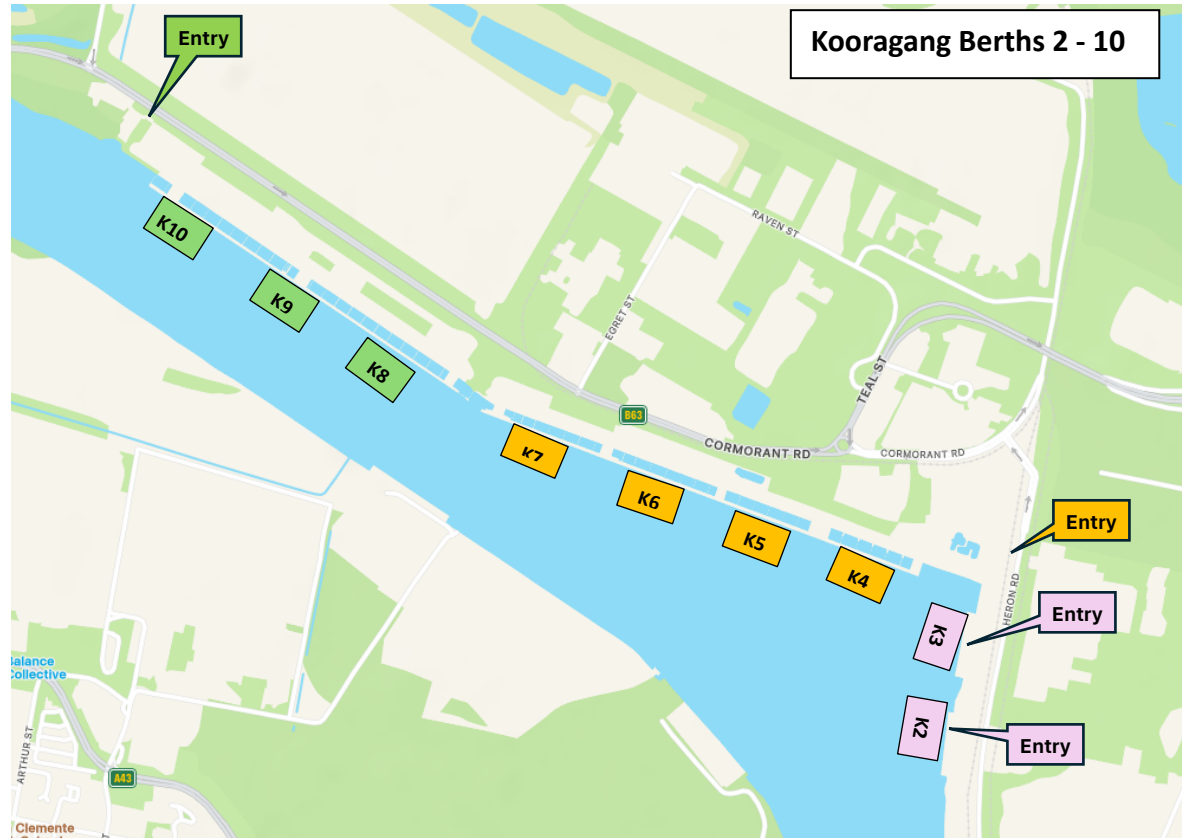 Kooragang Berths 2 - 10
Entry
K10
K9
K8
K7
K6
K5
K4
K3
K2
Entry
Entry
Entry
RAVEN ST
EGRET ST
TEAL ST
B63
CORMORANT RD
CORMORANT RD
HERON RD
Balance
Collective
ARTHUR ST
A43
Clemente